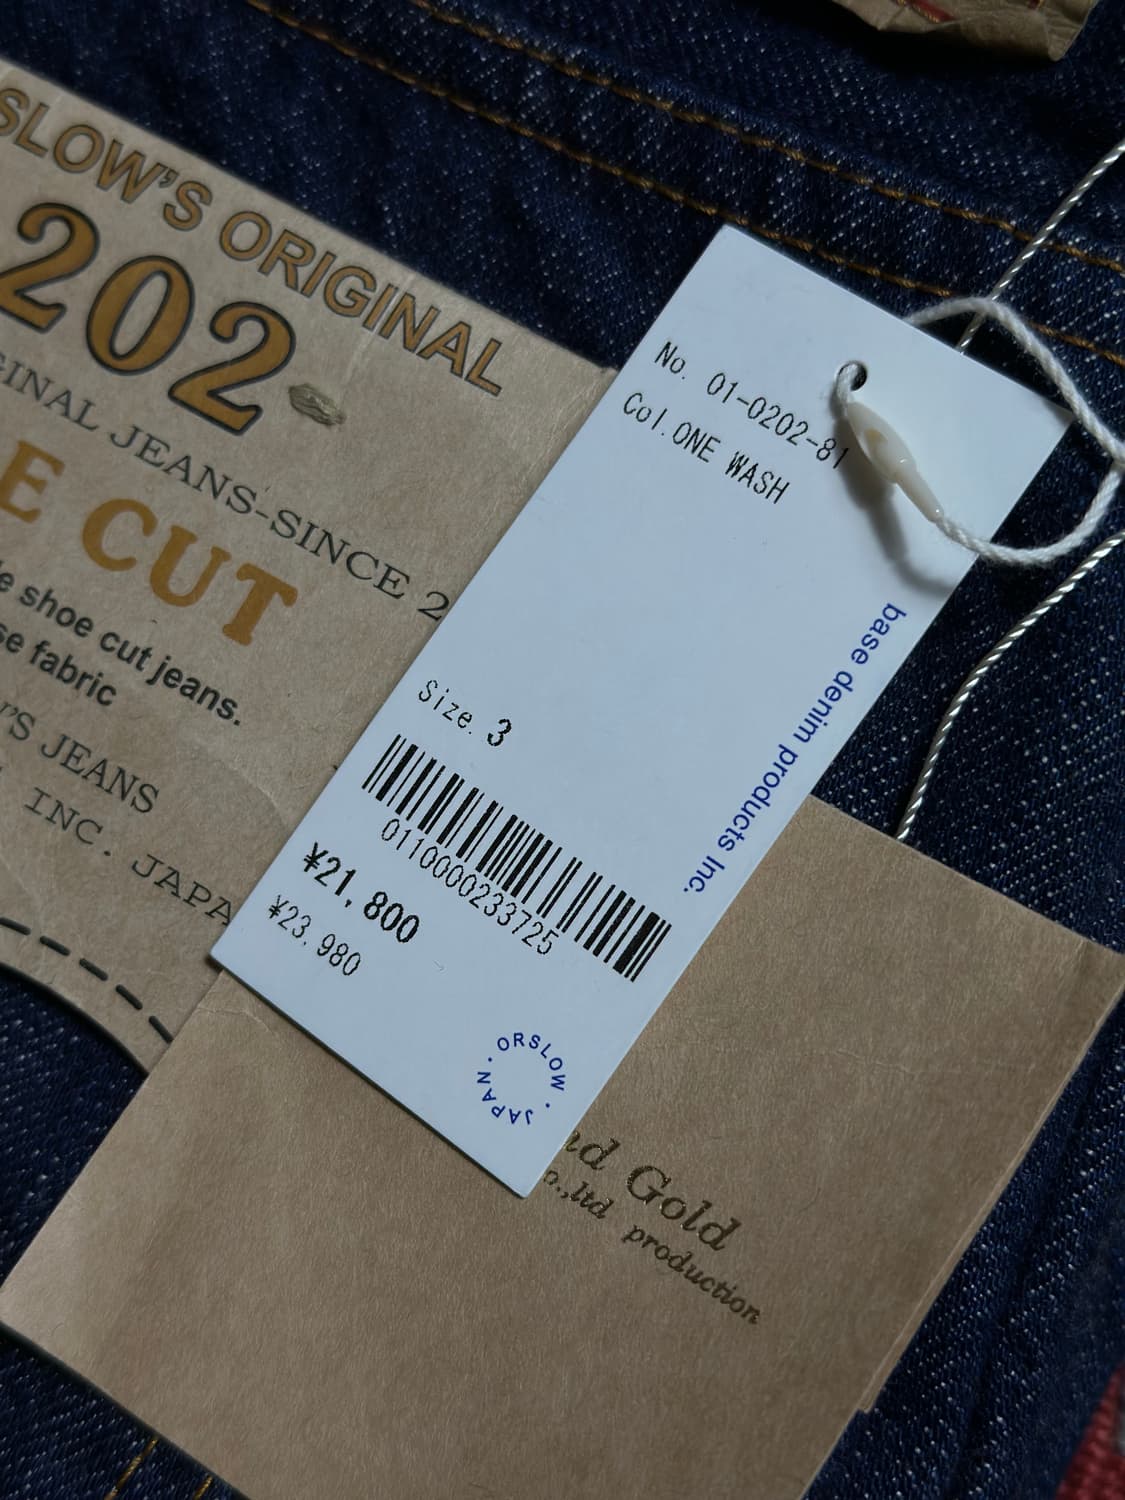 SLOW'S ORIGINAL
202-
GINAL JEANS-SINCE 2
E CUT
e shoe cut jeans.
se fabric
'S JEANS
INC. JAPA
No. 01-0202-81
Col.ONE WASH
Size. 3
0110000233725
¥21,800
¥23,980
base denim products Inc.
ORSLOW · JAPAN ·
nd Gold
o.,ltd production